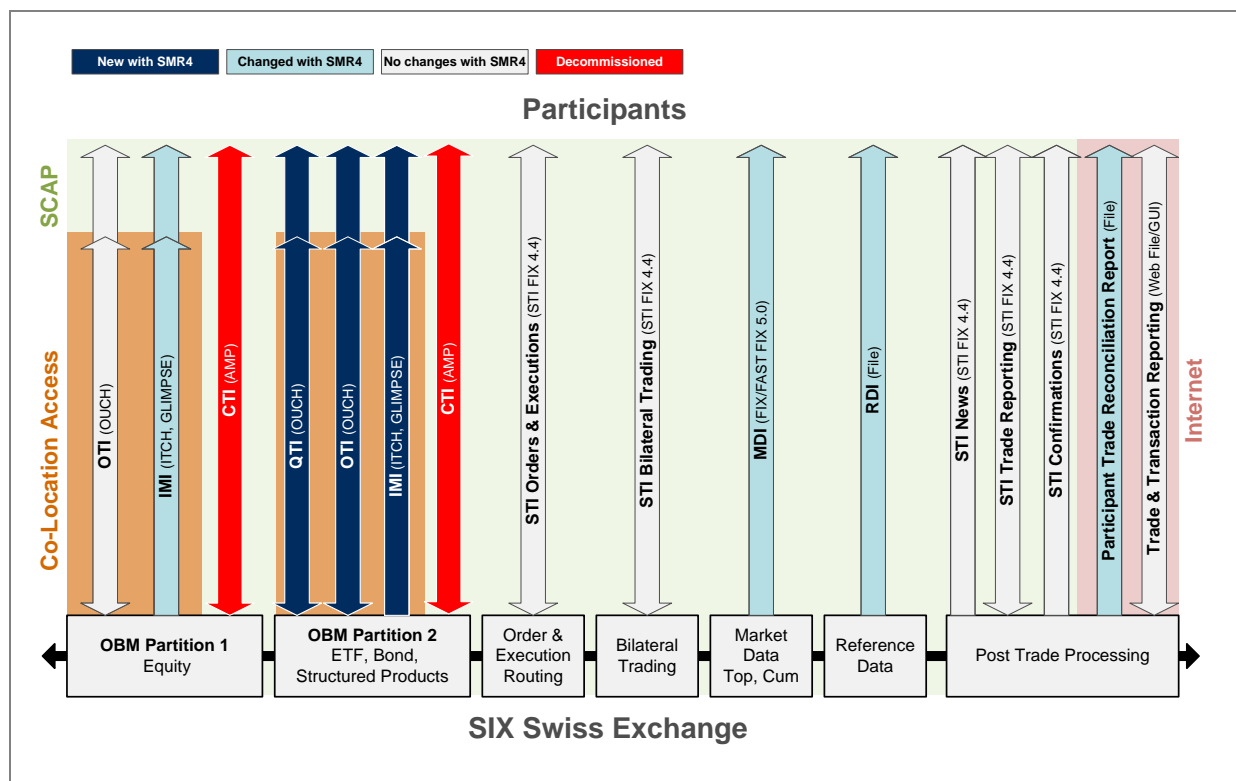 New with SMR4
Changed with SMR4
No changes with SMR4
Decommissioned
Participants
SCAP
Co-Location Access
Internet
OTI (OUCH)
IMI (ITCH, GLIMPSE)
CTI (AMP)
QTI (OUCH)
OTI (OUCH)
IMI (ITCH, GLIMPSE)
CTI (AMP)
STI Orders & Executions (STI FIX 4.4)
STI Bilateral Trading (STI FIX 4.4)
MDI (FIX/FAST FIX 5.0)
RDI (File)
STI News (STI FIX 4.4)
STI Trade Reporting (STI FIX 4.4)
STI Confirmations (STI FIX 4.4)
Participant Trade Reconciliation Report (File)
Trade & Transaction Reporting (Web File/GUI)
OBM Partition 1
Equity
OBM Partition 2
ETF, Bond,
Structured Products
Order &
Execution
Routing
Bilateral
Trading
Market
Data
Top, Cum
Reference
Data
Post Trade Processing
SIX Swiss Exchange